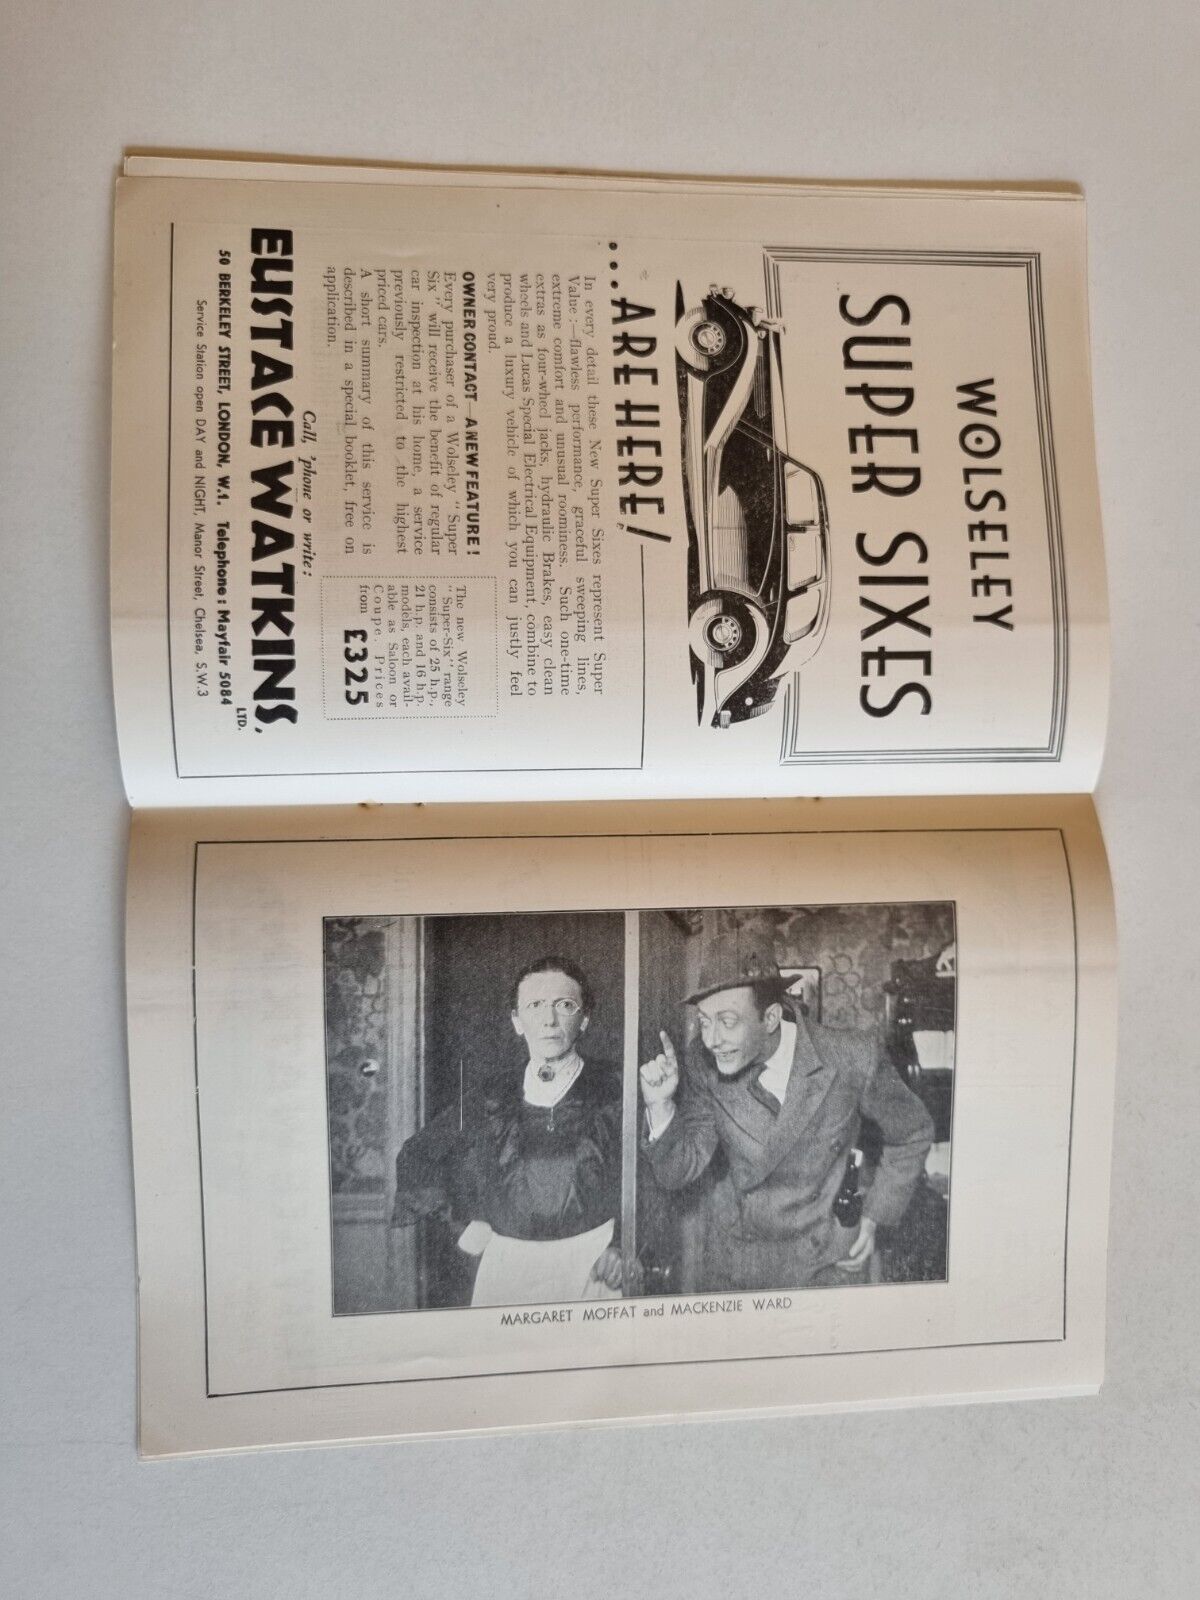 WOLSELEY
SUPER SIXES
...ARE HERE!
In every detail these New Super Sixes represent Super
Value:—flawless performance, graceful sweeping lines,
extreme comfort and unusual roominess. Such one-time
extras as four-wheel jacks, hydraulic Brakes, easy clean
wheels and Lucas Special Electrical Equipment, combine to
produce a luxury vehicle of which you can justly feel
very proud.
OWNER CONTACT—A NEW FEATURE!
Every purchaser of a Wolseley "Super
Six" will receive the benefit of regular
car inspection at his home, a service
previously restricted to the highest
priced cars.
A short summary of this service is
described in a special booklet, free on
application.
The new Wolseley
"Super-Six" range
consists of 25 h.p.,
21 h.p. and 16 h.p.
models, each avail-
able as Saloon or
Coupe. Prices
from £325
Call, 'phone or write:
EUSTACE WATKINS, LTD.
50 BERKELEY STREET, LONDON, W.1. Telephone: Mayfair 5084
Service Station open DAY and NIGHT, Manor Street, Chelsea, S.W.3
MARGARET MOFFAT and MACKENZIE WARD